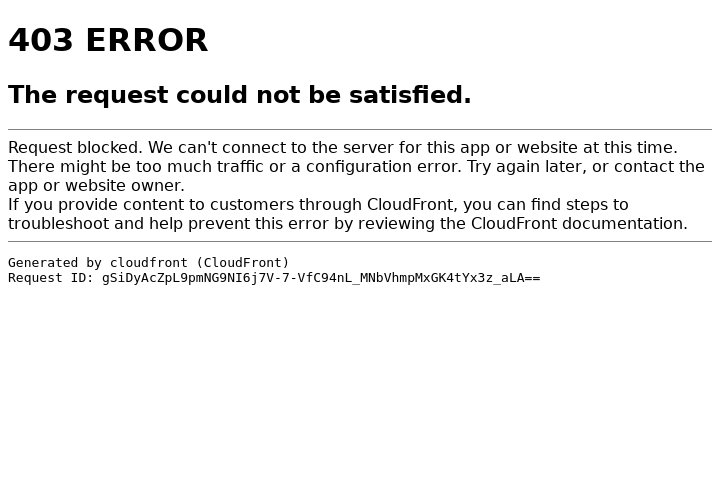 403 ERROR
The request could not be satisfied.
Request blocked. We can't connect to the server for this app or website at this time.
There might be too much traffic or a configuration error. Try again later, or contact the
app or website owner.
If you provide content to customers through CloudFront, you can find steps to
troubleshoot and help prevent this error by reviewing the CloudFront documentation.
Generated by cloudfront (CloudFront)
Request ID: gSiDyAcZpL9pmNG9NI6j7V-7-VfC94nL_MNbVhmpMxGK4tYx3z_aLA==